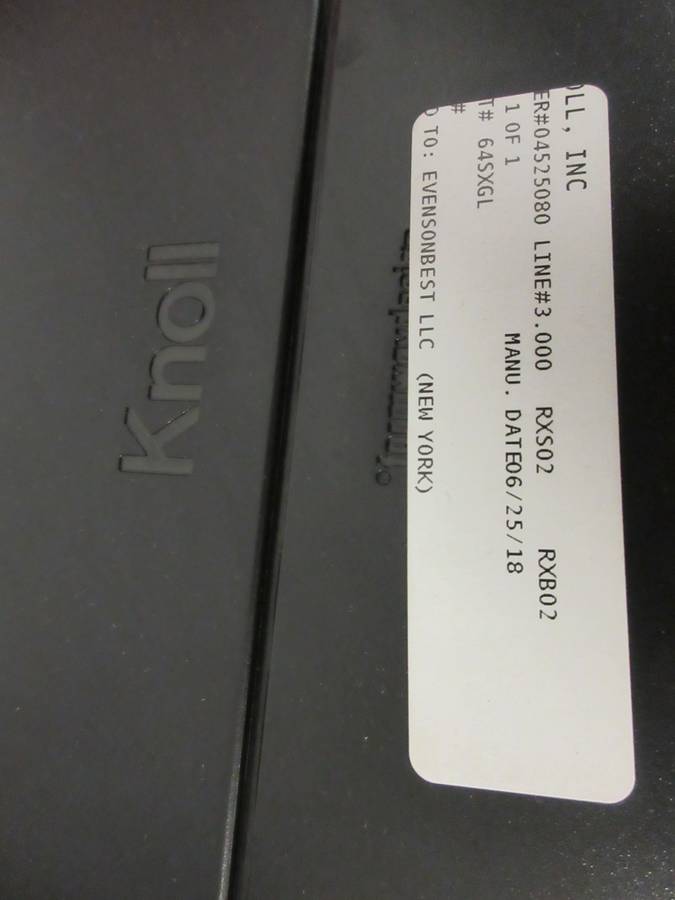 Knoll
OLL, INC
ER#04525080 LINE#3.000 RXS02 RXB02
1 OF 1 MANU. DATE06/25/18
T# 64SXGL
#
D TO: EVENSONBEST LLC (NEW YORK)